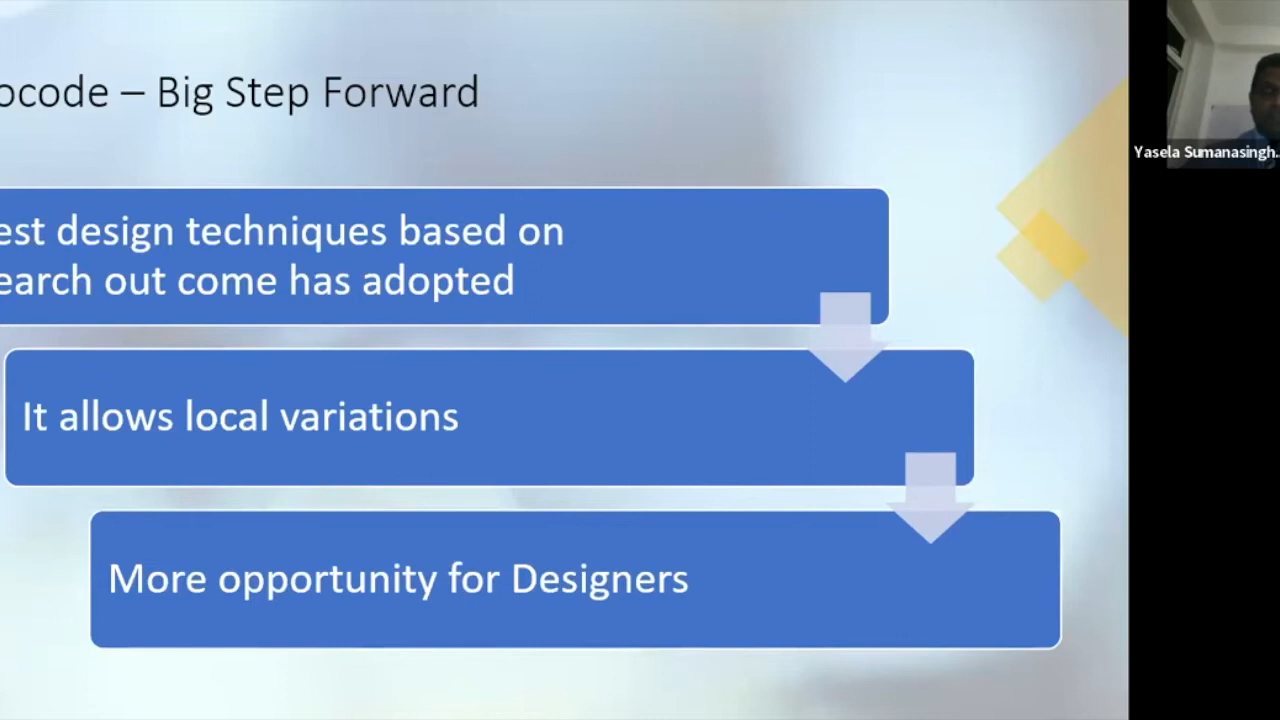 ocode – Big Step Forward
est design techniques based on
earch out come has adopted
It allows local variations
More opportunity for Designers
Yasela Sumanasingh...